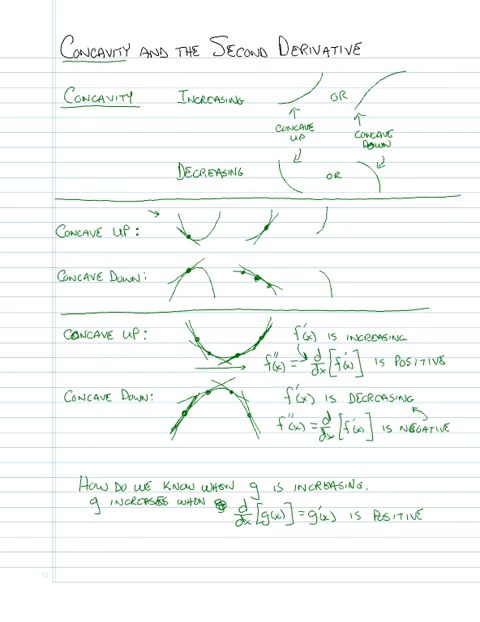 CONCAVITY AND THE SECOND DERIVATIVE
CONCAVITY INCREASING OR
CONCAVE UP CONCAVE DOWN
DECREASING OR
CONCAVE UP:
CONCAVE DOWN:
CONCAVE UP: f'(x) IS INCREASING
f''(x) = d/dx [f'(x)] IS POSITIVE
CONCAVE DOWN: f'(x) IS DECREASING
f''(x) = d/dx [f'(x)] IS NEGATIVE
HOW DO WE KNOW WHEN g IS INCREASING.
g INCREASES WHEN d/dx [g(x)] = g'(x) IS POSITIVE